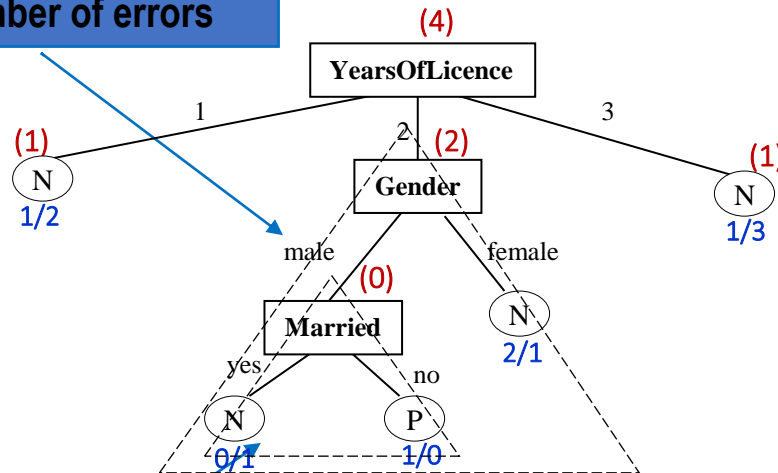 number of errors
(4)
YearsOfLicence
1
2
3
(1)
(2)
(1)
N
Gender
N
1/2
1/3
male
female
(0)
Married
N
2/1
yes
no
N
P
0/1
1/0